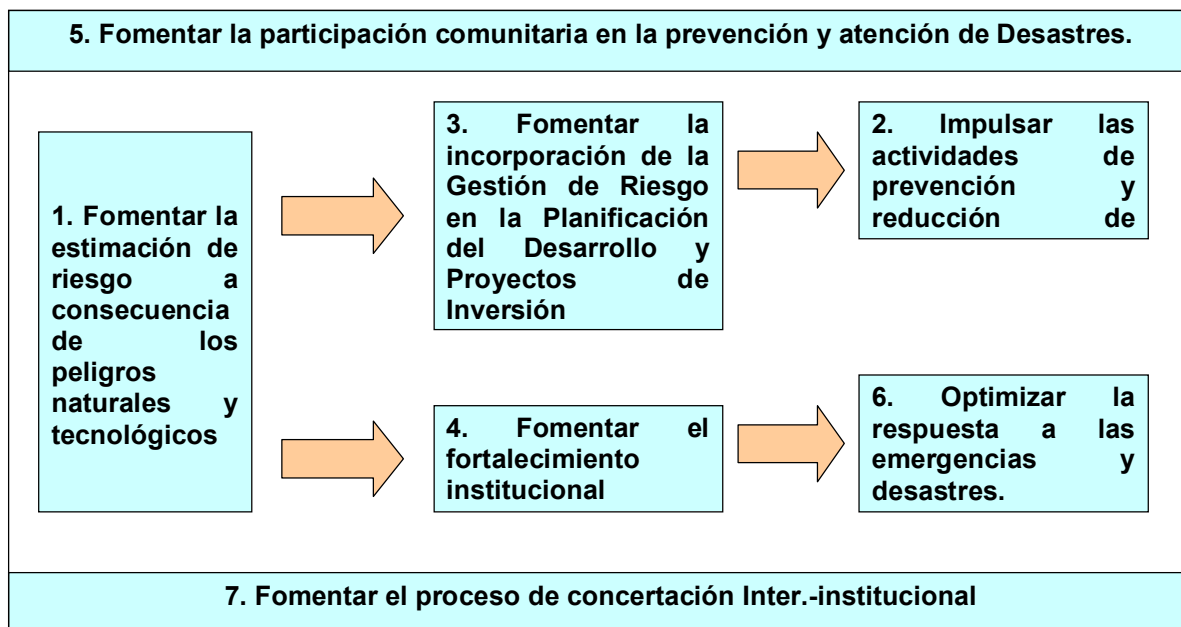 5. Fomentar la participación comunitaria en la prevención y atención de Desastres.
1. Fomentar la
estimación de
riesgo a
consecuencia
de los
peligros
naturales y
tecnológicos
3. Fomentar la
incorporación de la
Gestión de Riesgo
en la Planificación
del Desarrollo y
Proyectos de
Inversión
2. Impulsar las
actividades de
prevención y
reducción de
4. Fomentar el
fortalecimiento
institucional
6. Optimizar la
respuesta a las
emergencias y
desastres.
7. Fomentar el proceso de concertación Inter.-institucional